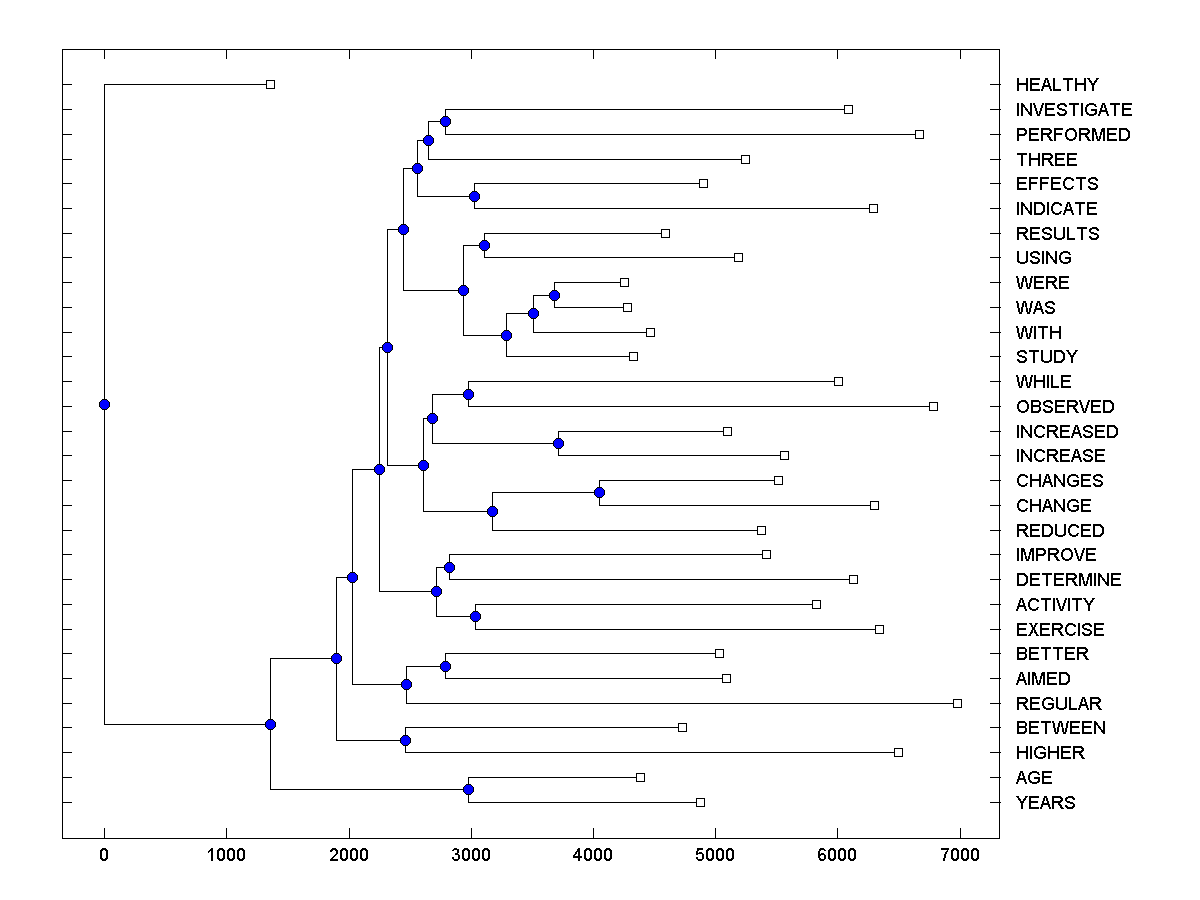 HEALTHY
INVESTIGATE
PERFORMED
THREE
EFFECTS
INDICATE
RESULTS
USING
WERE
WAS
WITH
STUDY
WHILE
OBSERVED
INCREASED
INCREASE
CHANGES
CHANGE
REDUCED
IMPROVE
DETERMINE
ACTIVITY
EXERCISE
BETTER
AIMED
REGULAR
BETWEEN
HIGHER
AGE
YEARS
0 1000 2000 3000 4000 5000 6000 7000